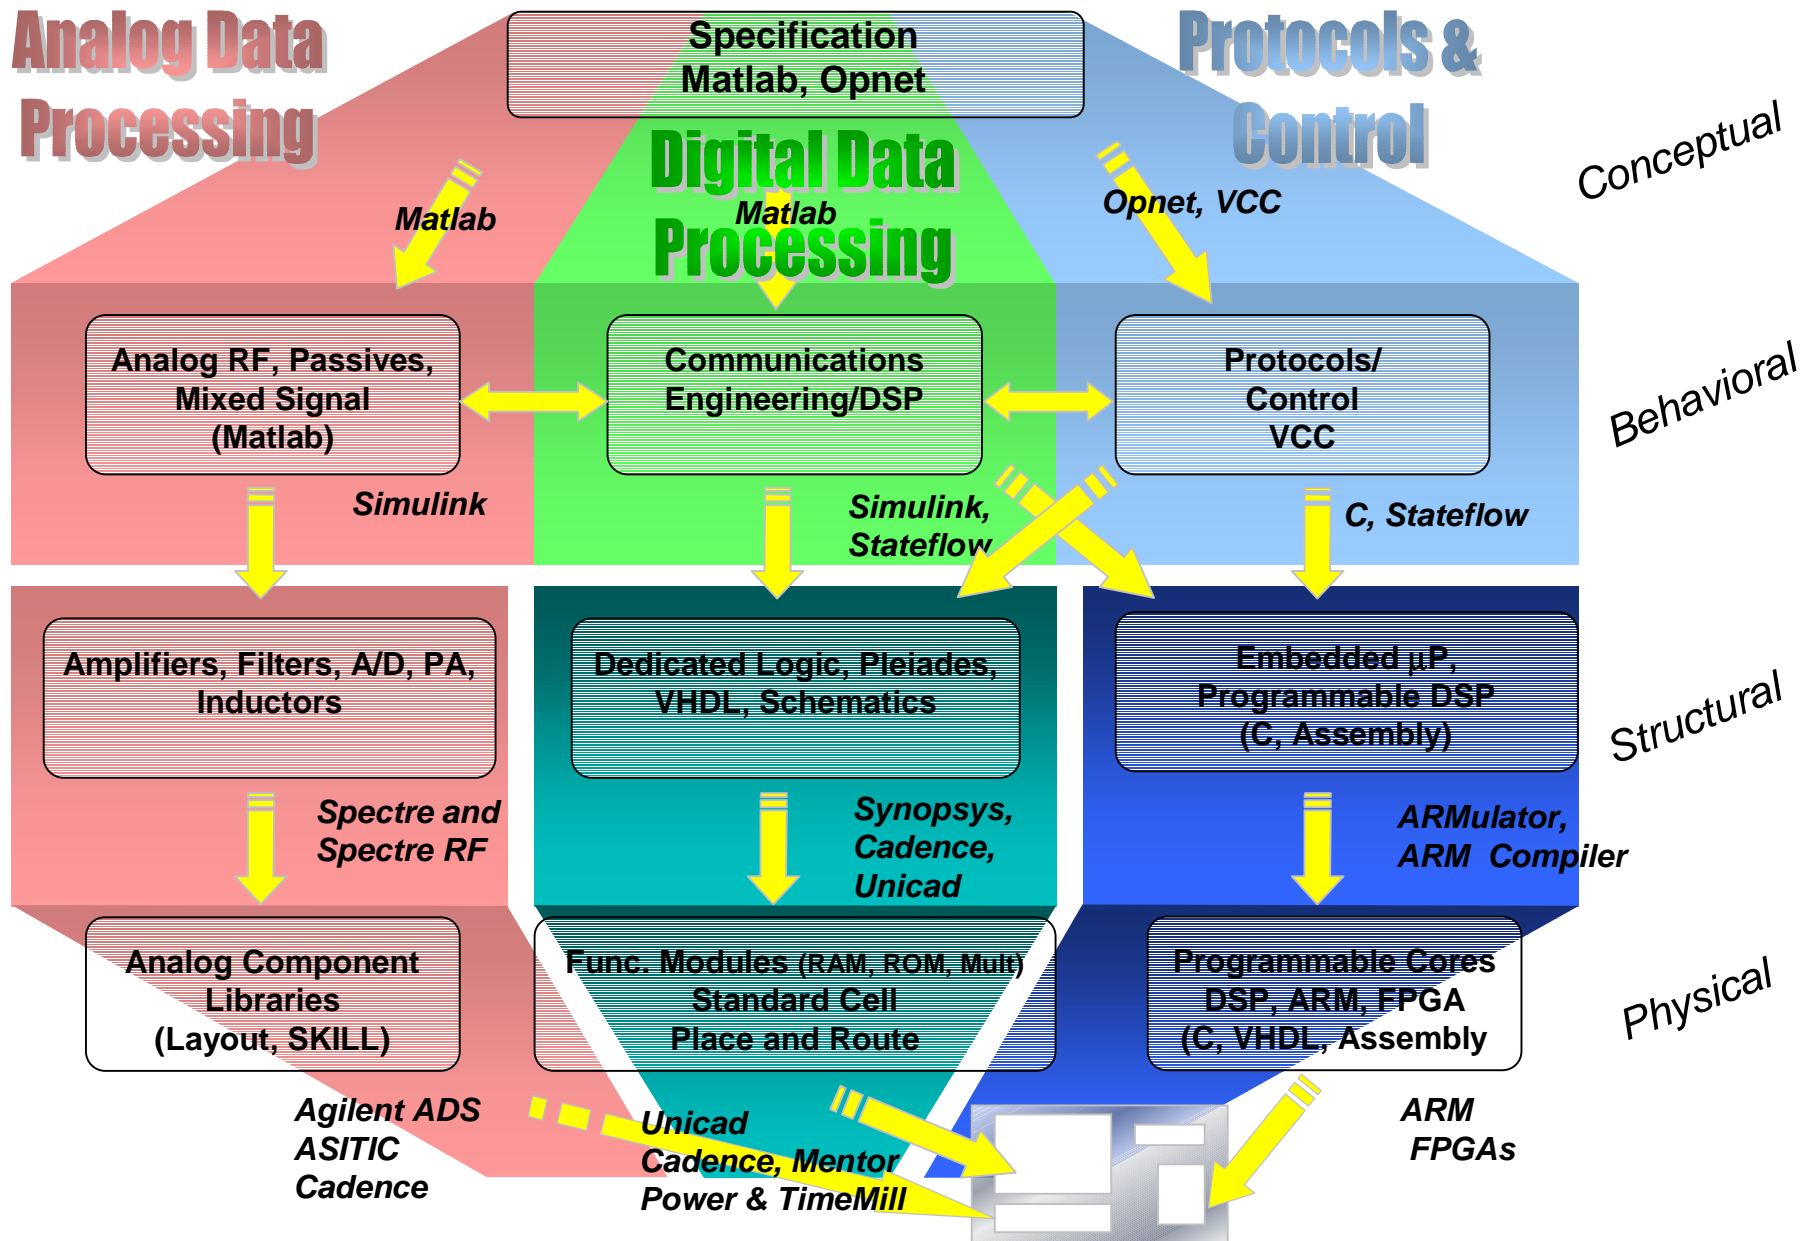 Analog Data
Processing
Specification
Matlab, Opnet
Protocols &
Control
Digital Data
Processing
Conceptual
Matlab
Matlab
Opnet, VCC
Analog RF, Passives,
Mixed Signal
(Matlab)
Communications
Engineering/DSP
Protocols/
Control
VCC
Behavioral
Simulink
Simulink,
Stateflow
C, Stateflow
Amplifiers, Filters, A/D, PA,
Inductors
Dedicated Logic, Pleiades,
VHDL, Schematics
Embedded μP,
Programmable DSP
(C, Assembly)
Structural
Spectre and
Spectre RF
Synopsys,
Cadence,
Unicad
ARMulator,
ARM Compiler
Analog Component
Libraries
(Layout, SKILL)
Func. Modules (RAM, ROM, Mult)
Standard Cell
Place and Route
Programmable Cores
DSP, ARM, FPGA
(C, VHDL, Assembly
Physical
Agilent ADS
ASITIC
Cadence
Unicad
Cadence, Mentor
Power & TimeMill
ARM
FPGAs